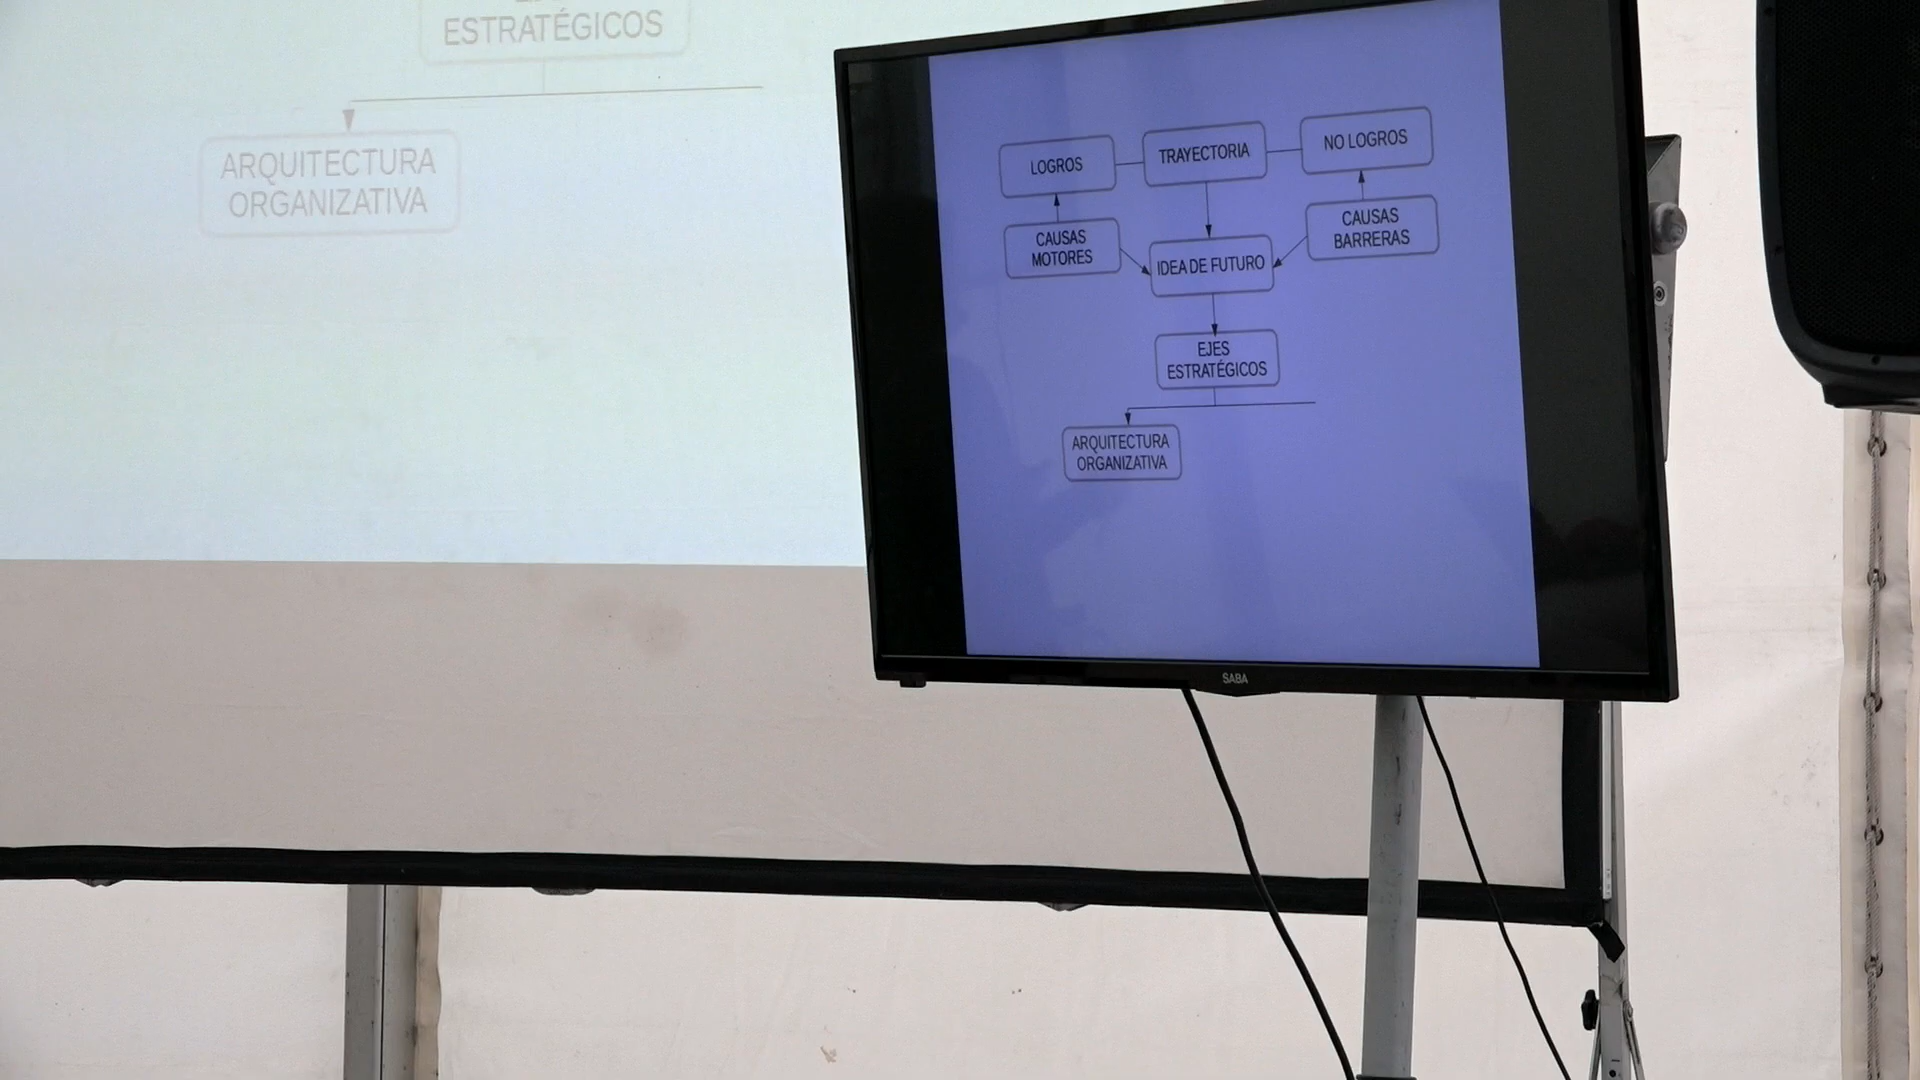 ESTRATÉGICOS
ARQUITECTURA
ORGANIZATIVA
LOGROS
TRAYECTORIA
NO LOGROS
CAUSAS
MOTORES
IDEA DE FUTURO
CAUSAS
BARRERAS
EJES
ESTRATÉGICOS
ARQUITECTURA
ORGANIZATIVA
SABA